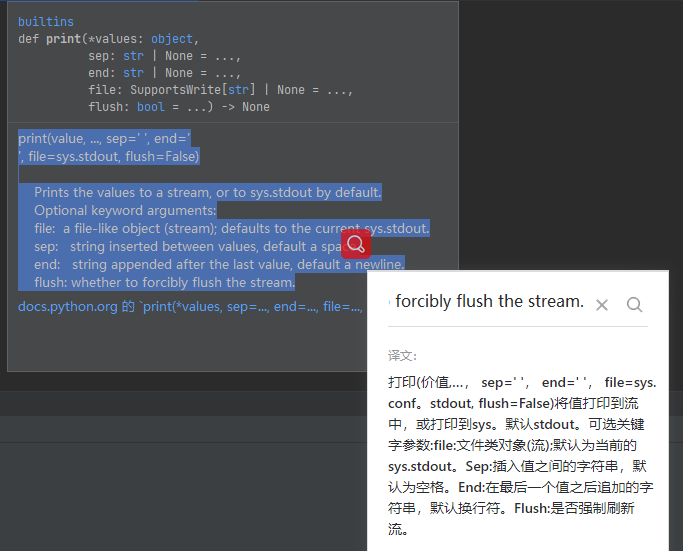 builtins
def print(*values: object,
sep: str | None = ...,
end: str | None = ...,
file: SupportsWrite[str] | None = ...,
flush: bool = ...) -> None
print(value, ..., sep=' ', end='
', file=sys.stdout, flush=False)
Prints the values to a stream, or to sys.stdout by default.
Optional keyword arguments:
file:  a file-like object (stream); defaults to the current sys.stdout.
sep:   string inserted between values, default a
end:   string appended after the last value, default a newline.
flush: whether to forcibly flush the stream.
docs.python.org 的 `print(*values, sep=..., end=..., file=...,
forcibly flush the stream.
译文:
打印(价值,...， sep=' '， end=' '， file=sys.
conf。stdout, flush=False)将值打印到流
中，或打印到sys。默认stdout。可选关键
字参数:file:文件类对象(流);默认为当前的
sys.stdout。Sep:插入值之间的字符串，默
认为空格。End:在最后一个值之后追加的字
符串，默认换行符。Flush:是否强制刷新
流。